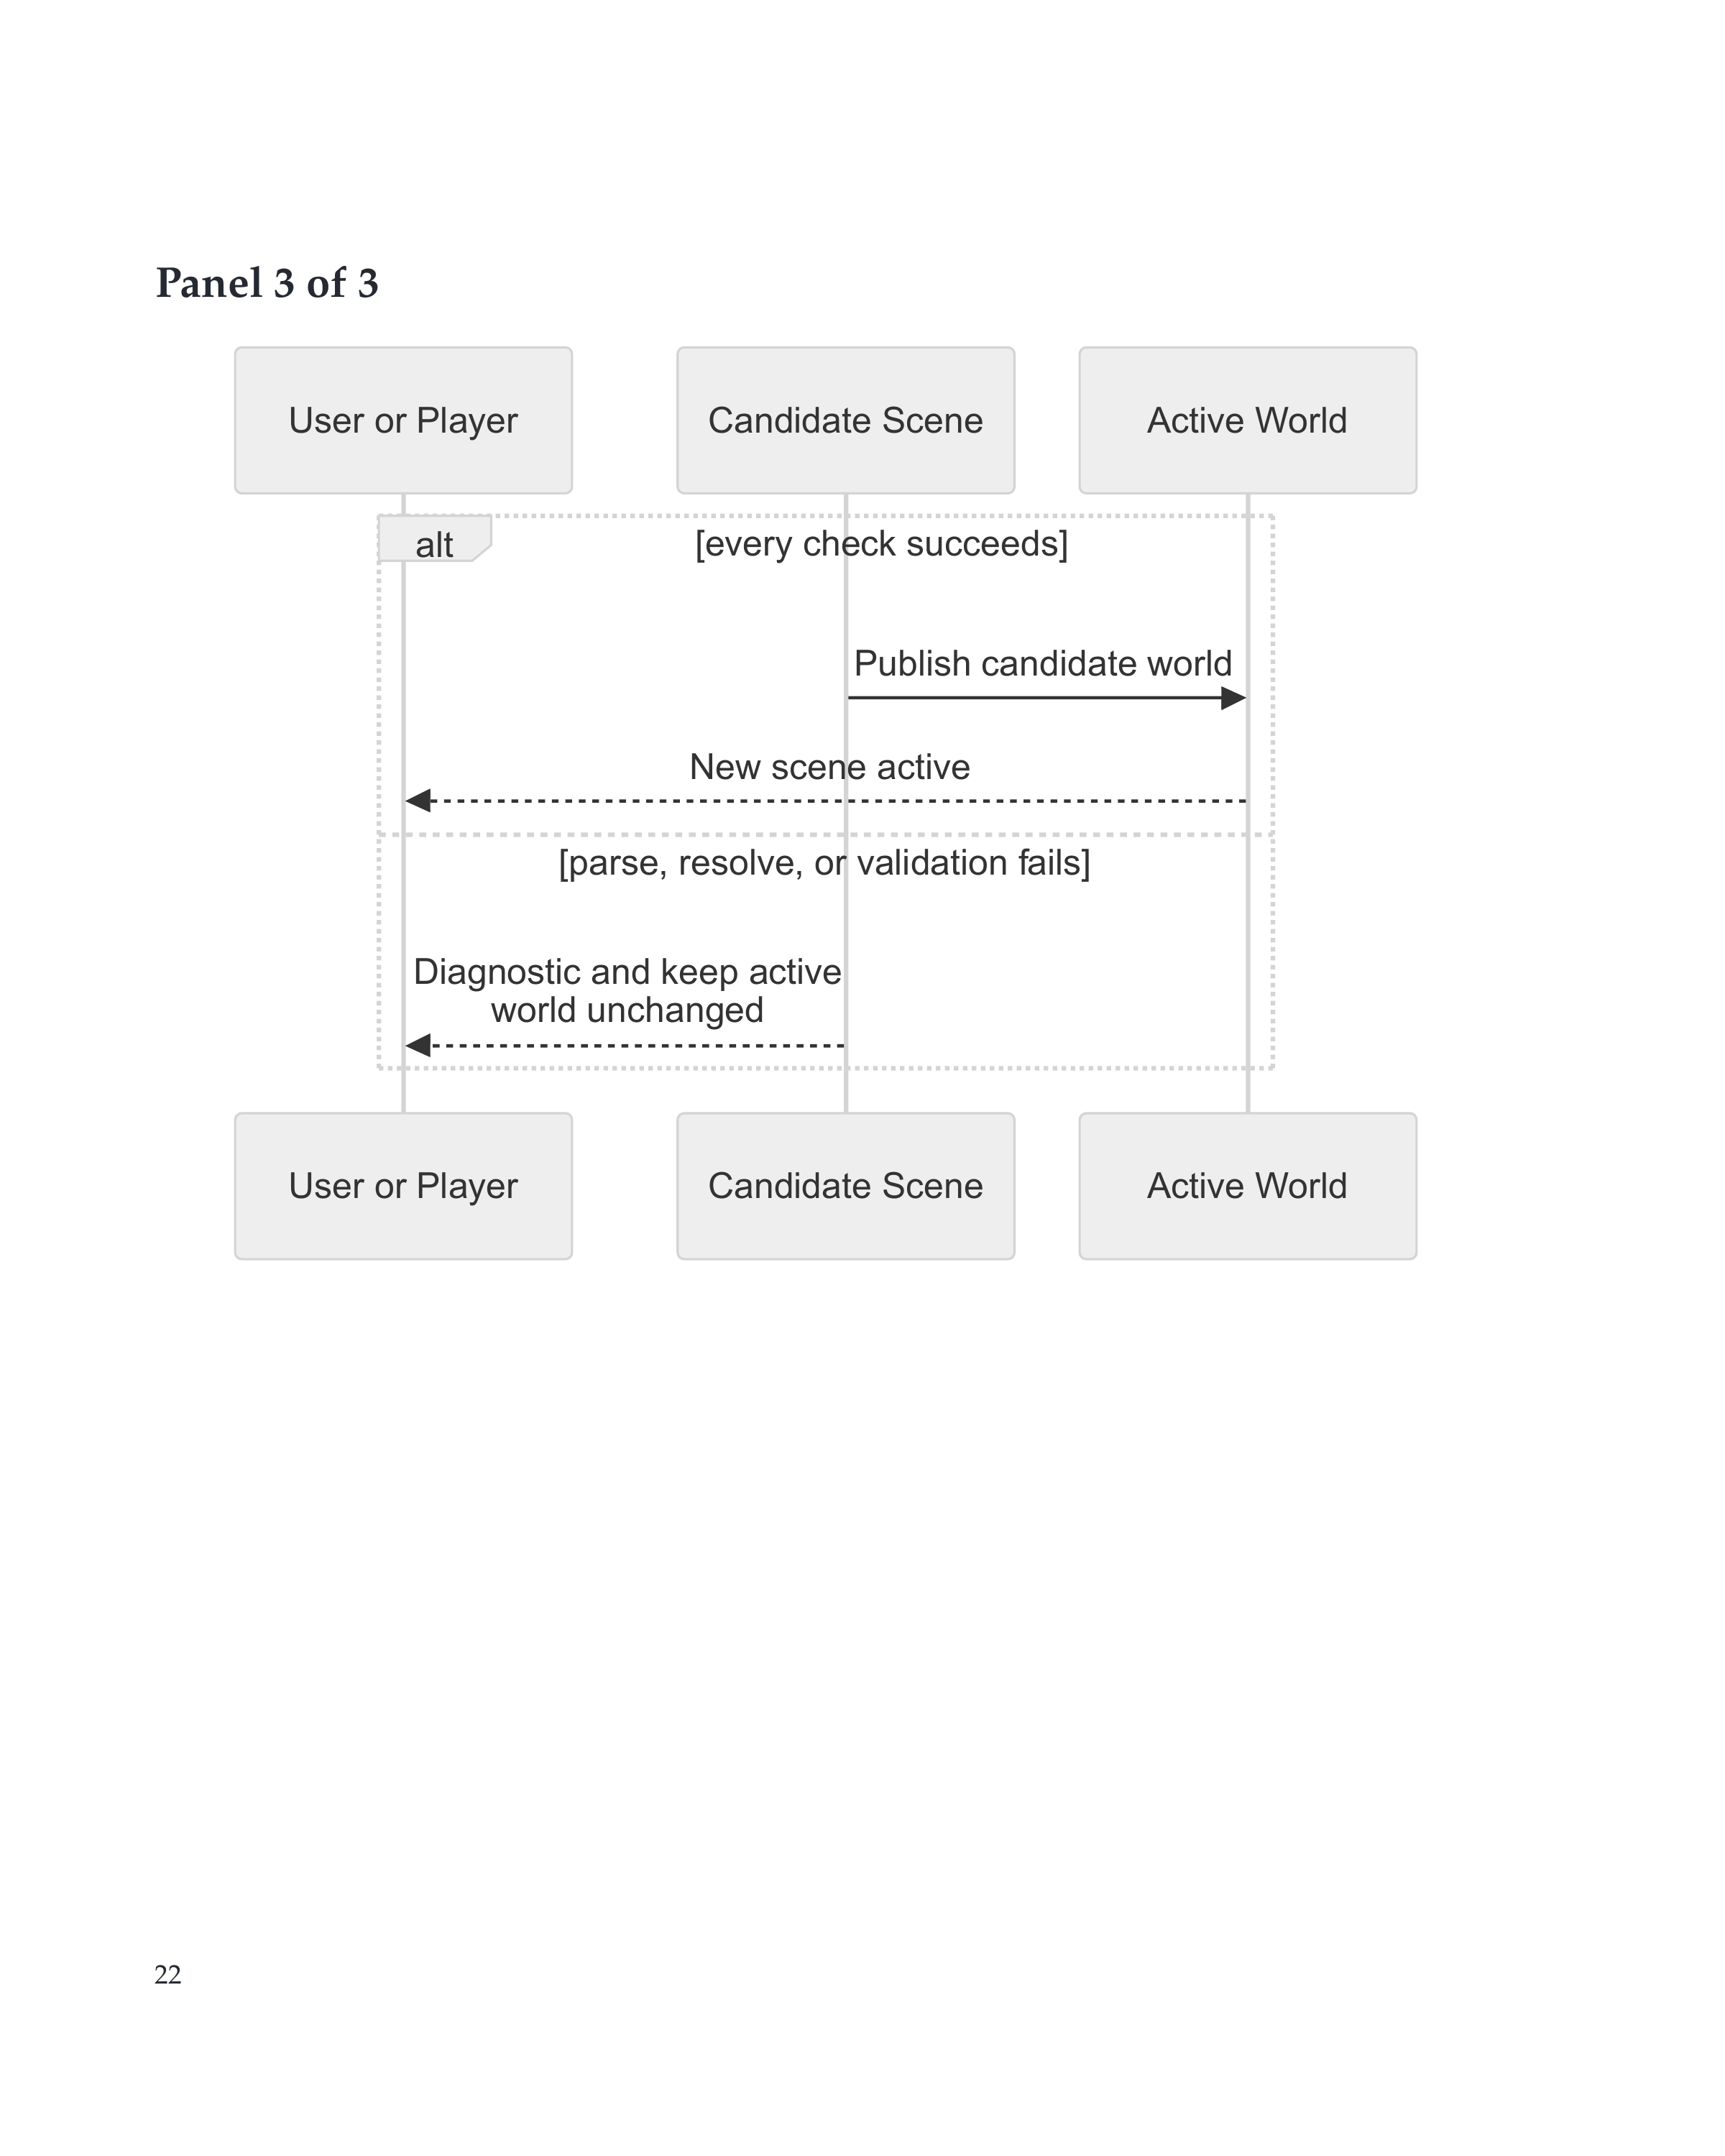 Panel 3 of 3
User or Player
Candidate Scene
Active World
alt
[every check succeeds]
Publish candidate world
New scene active
[parse, resolve, or validation fails]
Diagnostic and keep active
world unchanged
User or Player
Candidate Scene
Active World
22